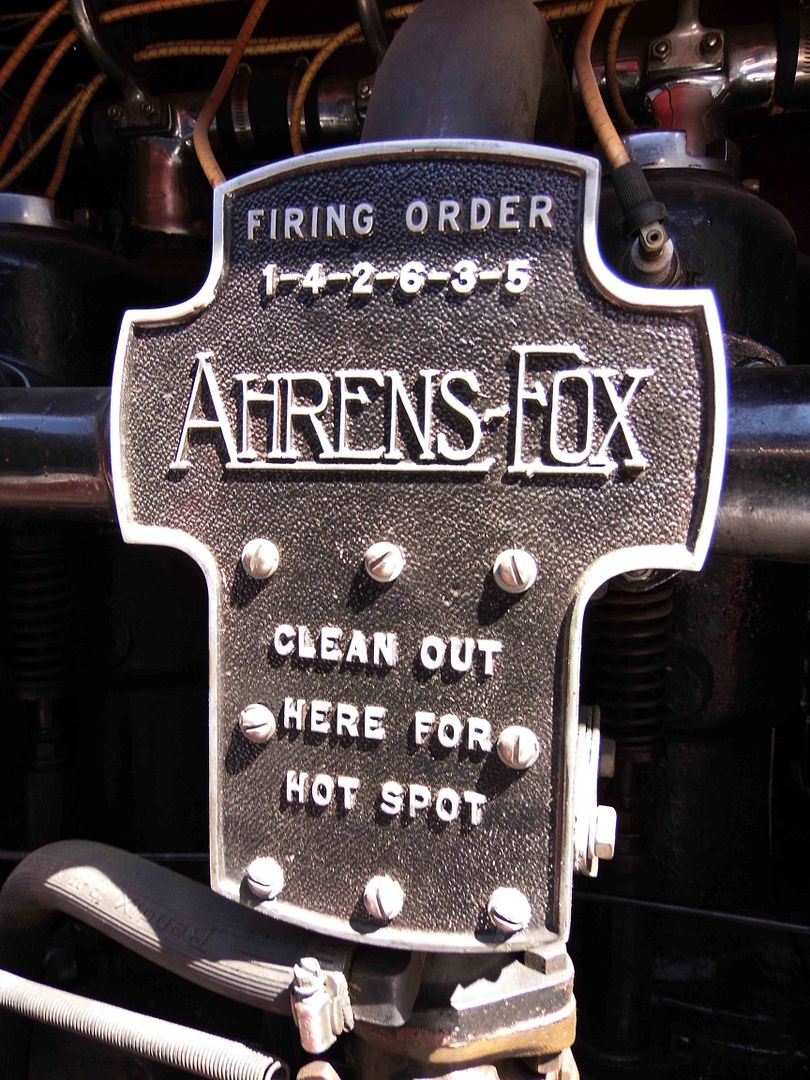 FIRING ORDER
1-4-2-6-3-5
AHRENS-FOX
CLEAN OUT
HERE FOR
HOT SPOT